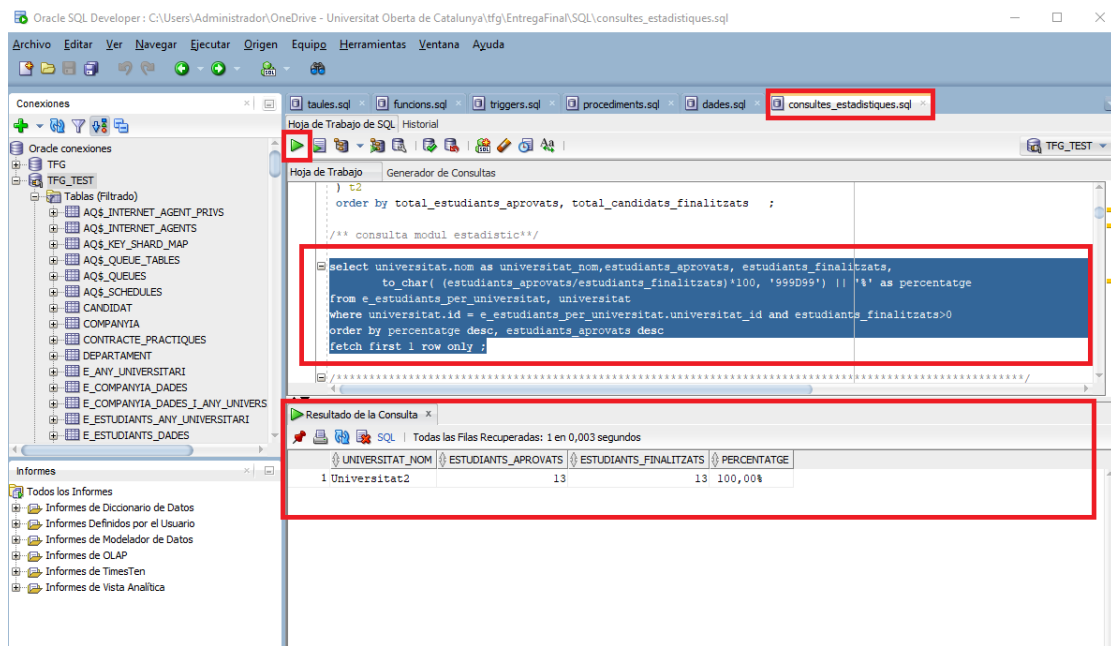 Oracle SQL Developer : C:\Users\Administrador\OneDrive - Universitat Oberta de Catalunya\tfg\EntregaFinal\SQL\consultes_estadistiques.sql
Archivo Editar Ver Navegar Ejecutar Origen Equipo Herramientas Ventana Ayuda
Conexiones
taules.sql funcions.sql triggers.sql procediments.sql dades.sql consultes_estadistiques.sql
Hoja de Trabajo de SQL Historial
TFG_TEST
Oracle conexiones
TFG
TFG_TEST
Tablas (Filtrado)
AQ$_INTERNET_AGENT_PRIVS
AQ$_INTERNET_AGENTS
AQ$_KEY_SHARD_MAP
AQ$_QUEUE_TABLES
AQ$_QUEUES
AQ$_SCHEDULES
CANDIDAT
COMPANYIA
CONTRACTE_PRACTIQUES
DEPARTAMENT
E_ANY_UNIVERSITARI
E_COMPANYIA_DADES
E_COMPANYIA_DADES_I_ANY_UNIVERS
E_ESTUDIANTS_ANY_UNIVERSITARI
E_ESTUDIANTS_DADES
Informes
Todos los Informes
Informes de Diccionario de Datos
Informes Definidos por el Usuario
Informes de Modelador de Datos
Informes de OLAP
Informes de TimesTen
Informes de Vista Analítica
Hoja de Trabajo Generador de Consultas
) t2
order by total_estudiants_aprovats, total_candidats_finalitzats ;
/** consulta modul estadistic**/
select universitat.nom as universitat_nom,estudiants_aprovats, estudiants_finalitzats,
to_char( (estudiants_aprovats/estudiants_finalitzats)*100, '999D99') || '%' as percentatge
from e_estudiants_per_universitat, universitat
where universitat.id = e_estudiants_per_universitat.universitat_id and estudiants_finalitzats>0
order by percentatge desc, estudiants_aprovats desc
fetch first 1 row only ;
Resultado de la Consulta
SQL | Todas las Filas Recuperadas: 1 en 0,003 segundos
UNIVERSITAT_NOM ESTUDIANTS_APROVATS ESTUDIANTS_FINALITZATS PERCENTATGE
1 Universitat2 13 13 100,00%